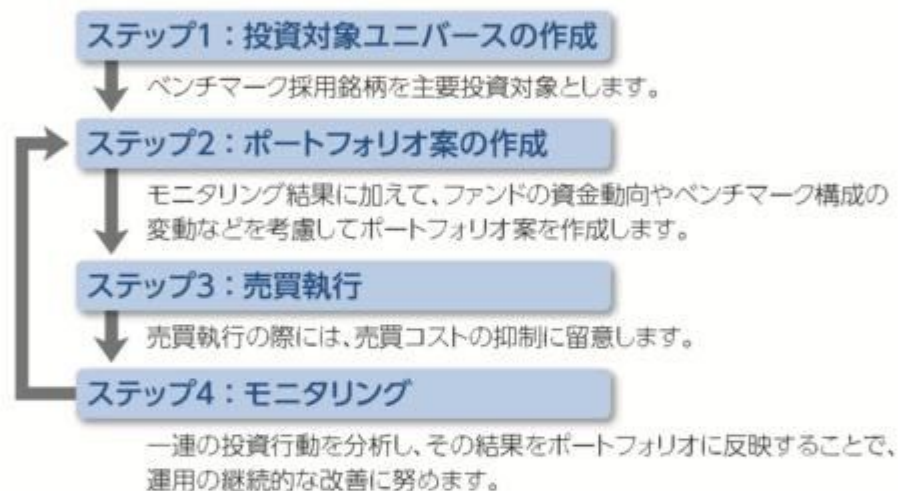 ステップ1：投資対象ユニバースの作成
ベンチマーク採用銘柄を主要投資対象とします。
ステップ2：ポートフォリオ案の作成
モニタリング結果に加えて、ファンドの資金動向やベンチマーク構成の
変動などを考慮してポートフォリオ案を作成します。
ステップ3：売買執行
売買執行の際には、売買コストの抑制に留意します。
ステップ4：モニタリング
一連の投資行動を分析し、その結果をポートフォリオに反映することで、
運用の継続的な改善に努めます。